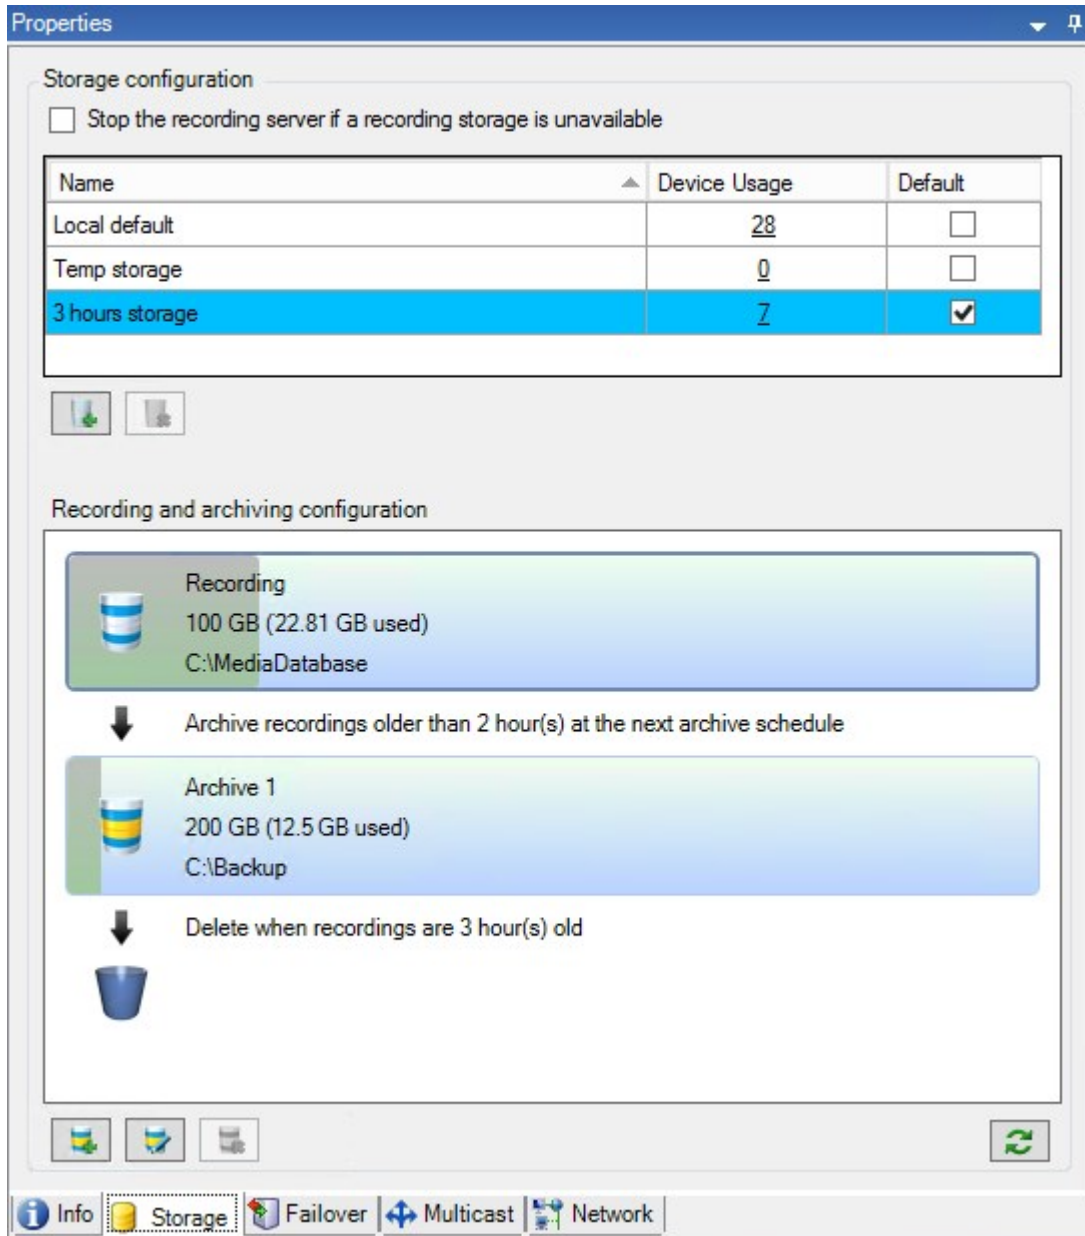 Properties
Storage configuration
Stop the recording server if a recording storage is unavailable
Name Device Usage Default
Local default 28
Temp storage 0
3 hours storage 7
Recording and archiving configuration
Recording
100 GB (22.81 GB used)
C:\MediaDatabase
Archive recordings older than 2 hour(s) at the next archive schedule
Archive 1
200 GB (12.5 GB used)
C:\Backup
Delete when recordings are 3 hour(s) old
Info Storage Failover Multicast Network